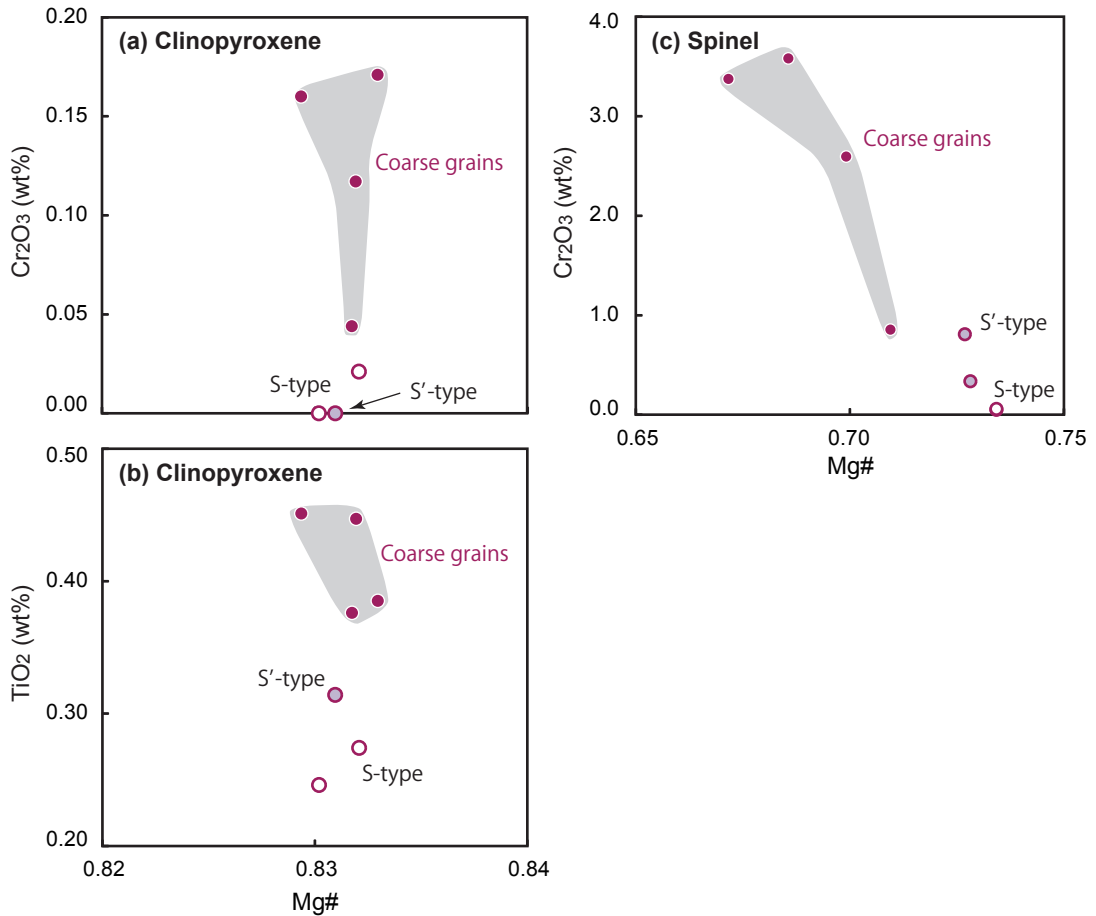 (a) Clinopyroxene
Cr2O3 (wt%)
0.20
0.15
0.10
0.05
0.00
Coarse grains
S-type
S′-type
(b) Clinopyroxene
TiO2 (wt%)
0.50
0.40
0.30
0.20
Coarse grains
S′-type
S-type
0.82
0.83
0.84
Mg#
(c) Spinel
Cr2O3 (wt%)
4.0
3.0
2.0
1.0
0.0
Coarse grains
S′-type
S-type
0.65
0.70
0.75
Mg#